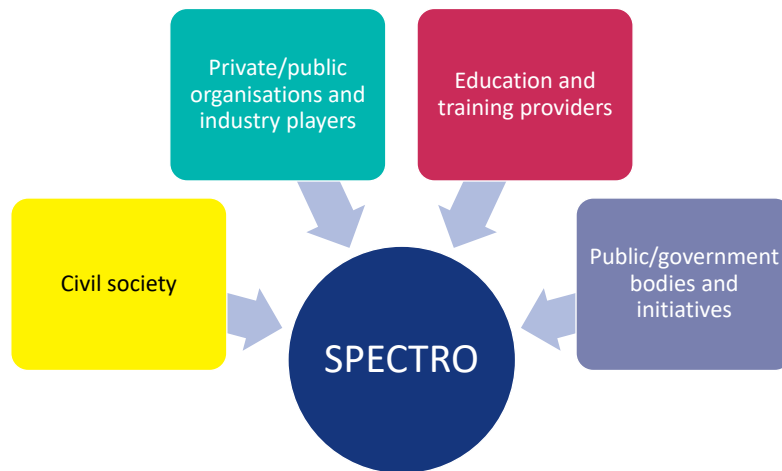 Private/public
organisations and
industry players
Education and
training providers
Civil society
Public/government
bodies and
initiatives
SPECTRO